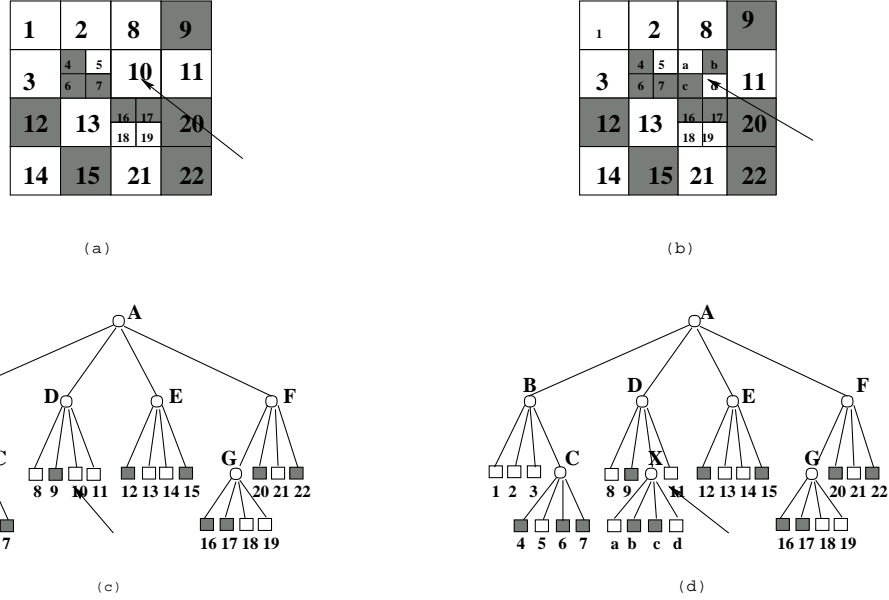 1 2 8 9
4 5
3 10 11
6 7
12 13 16 17 20
18 19
14 15 21 22
(a)
1 2 8 9
4 5 a b
3 11
6 7 c d
12 13 16 17 20
18 19
14 15 21 22
(b)
A
D E F
C G
8 9 10 11 12 13 14 15 20 21 22
7 16 17 18 19
(c)
A
B D E F
C X G
1 2 3 8 9 11 12 13 14 15 20 21 22
4 5 6 7 a b c d 16 17 18 19
(d)